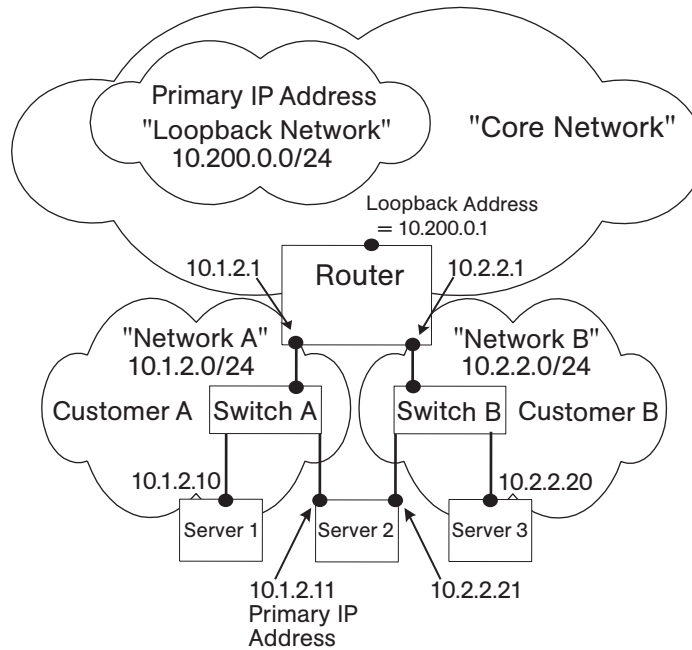 Primary IP Address
"Loopback Network"
10.200.0.0/24
"Core Network"
Loopback Address
= 10.200.0.1
10.1.2.1
Router
10.2.2.1
"Network A"
10.1.2.0/24
"Network B"
10.2.2.0/24
Customer A
Switch A
Switch B
Customer B
10.1.2.10
10.2.2.20
Server 1
Server 2
Server 3
10.1.2.11
Primary IP
Address
10.2.2.21